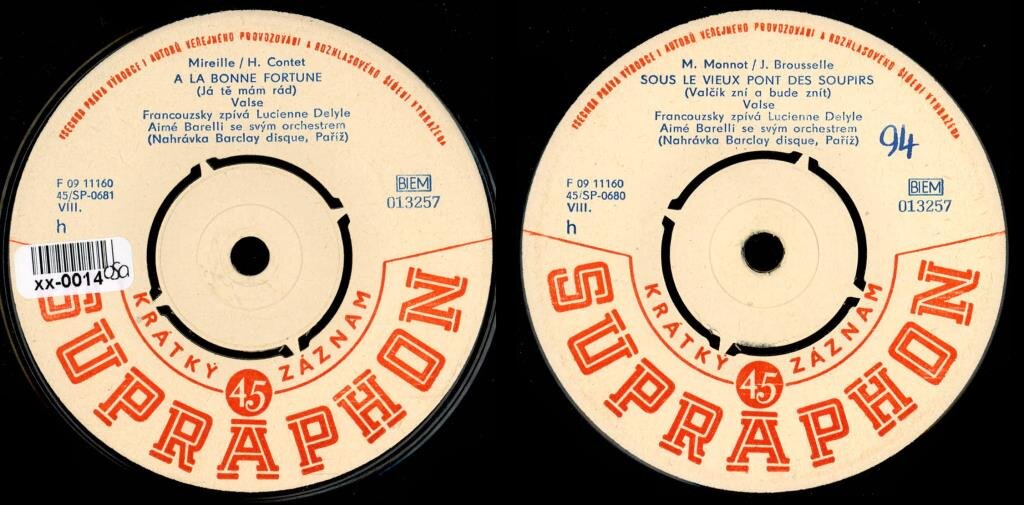 VŠECHNA PRÁVA VÝROBCE I AUTORŮ VEŘEJNÉHO PROVOZOVÁNÍ A ROZHLASOVÉHO ŠÍŘENÍ VYHRAZENA
Mireille / H. Contet
A LA BONNE FORTUNE
(Já tě mám rád)
Valse
Francouzsky zpívá Lucienne Delyle
Aimé Barelli se svým orchestrem
(Nahrávka Barclay disque, Paříž)
F 09 11160
45/SP-0681
VIII.
h
BIEM
013257
xx-0014
KRÁTKÝ 45 ZÁZNAM
SUPRAPHON
VŠECHNA PRÁVA VÝROBCE I AUTORŮ VEŘEJNÉHO PROVOZOVÁNÍ A ROZHLASOVÉHO ŠÍŘENÍ VYHRAZENA
M. Monnot / J. Brousselle
SOUS LE VIEUX PONT DES SOUPIRS
(Valčík zní a bude znít)
Valse
Francouzsky zpívá Lucienne Delyle
Aimé Barelli se svým orchestrem
(Nahrávka Barclay disque, Paříž)
94
F 09 11160
45/SP-0680
VIII.
h
BIEM
013257
KRÁTKÝ 45 ZÁZNAM
SUPRAPHON